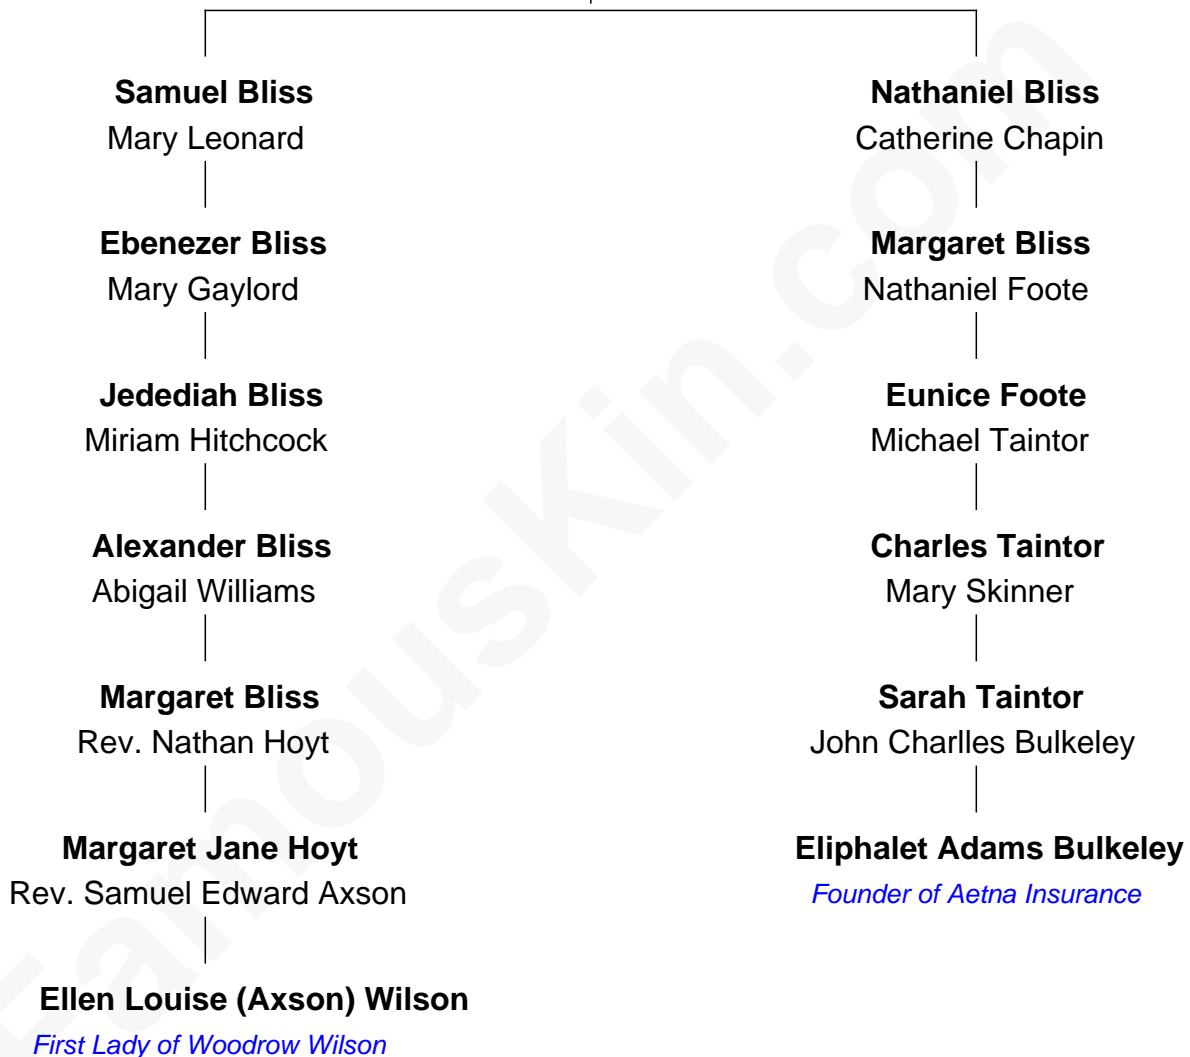 Samuel Bliss
Mary Leonard
Nathaniel Bliss
Catherine Chapin
Ebenezer Bliss
Mary Gaylord
Margaret Bliss
Nathaniel Foote
Jedediah Bliss
Miriam Hitchcock
Eunice Foote
Michael Taintor
Alexander Bliss
Abigail Williams
Charles Taintor
Mary Skinner
Margaret Bliss
Rev. Nathan Hoyt
Sarah Taintor
John Charlles Bulkeley
Margaret Jane Hoyt
Rev. Samuel Edward Axson
Eliphalet Adams Bulkeley
Founder of Aetna Insurance
Ellen Louise (Axson) Wilson
First Lady of Woodrow Wilson
FamousKin.com